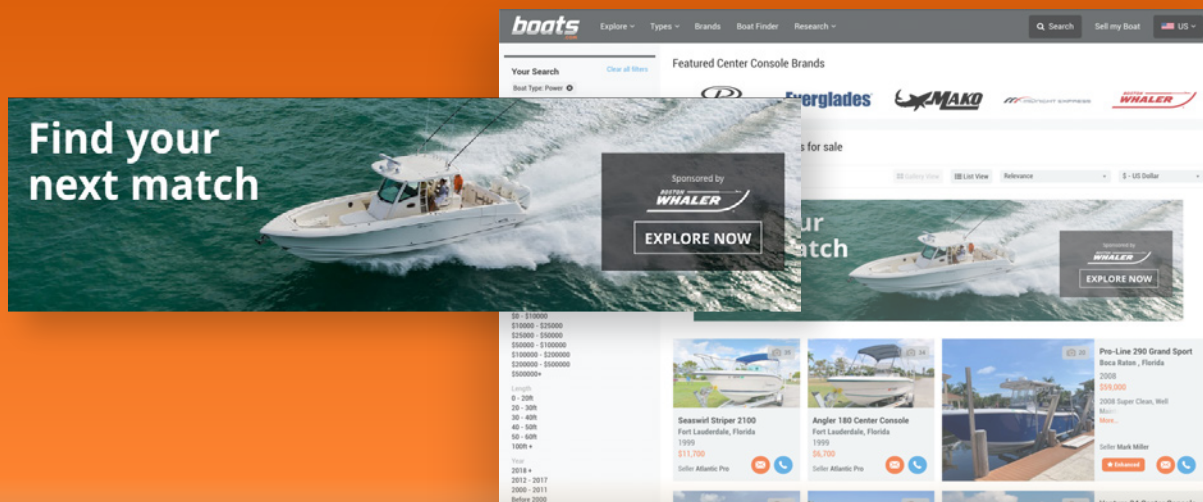 boats
.com
Explore
Types
Brands
Boat Finder
Research
Search
Sell my Boat
US
Your Search
Clear all filters
Boat Type: Power
Featured Center Console Brands
Everglades
MAKO
MIDNIGHT EXPRESS
BOSTON
WHALER
Find your
next match
Sponsored by
BOSTON
WHALER
EXPLORE NOW
s for sale
Gallery View
List View
Relevance
$ - US Dollar
ur
atch
Sponsored by
BOSTON
WHALER
EXPLORE NOW
$0 - $10000
$10000 - $25000
$25000 - $50000
$50000 - $100000
$100000 - $200000
$200000 - $500000
$500000+
Length
0 - 20ft
20 - 30ft
30 - 40ft
40 - 50ft
50 - 60ft
100ft +
Year
2018 +
2012 - 2017
2000 - 2011
Before 2000
Seaswirl Striper 2100
Fort Lauderdale, Florida
1999
$11,700
Seller Atlantic Pro
Angler 180 Center Console
Fort Lauderdale, Florida
1999
$6,700
Seller Atlantic Pro
Pro-Line 290 Grand Sport
Boca Raton , Florida
2008
$59,000
2008 Super Clean, Well
More...
Seller Mark Miller
Enhanced